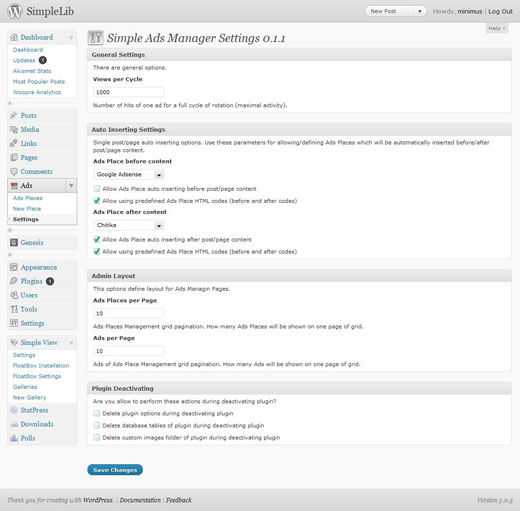 SimpleLib
New Post
Howdy, minimus | Log Out
Help
Dashboard
Dashboard
Updates 1
Akismet Stats
Most Popular Posts
Woopra Analytics
Posts
Media
Links
Pages
Comments
Ads
Ads Places
New Place
Settings
Genesis
Appearance
Plugins 1
Users
Tools
Settings
Simple View
Settings
FloatBox Installation
FloatBox Settings
Galleries
New Gallery
StatPress
Downloads
Polls
Simple Ads Manager Settings 0.1.1
General Settings
There are general options.
Views per Cycle
1000
Number of hits of one ad for a full cycle of rotation (maximal activity).
Auto Inserting Settings
Single post/page auto inserting options. Use these parameters for allowing/defining Ads Places which will be automatically inserted before/after
post/page content.
Ads Place before content
Google Adsense
Allow Ads Place auto inserting before post/page content
Allow using predefined Ads Place HTML codes (before and after codes)
Ads Place after content
Chitika
Allow Ads Place auto inserting after post/page content
Allow using predefined Ads Place HTML codes (before and after codes)
Admin Layout
This options define layout for Ads Managin Pages.
Ads Places per Page
10
Ads Places Management grid pagination. How many Ads Places will be shown on one page of grid.
Ads per Page
10
Ads of Ads Place Management grid pagination. How many Ads will be shown on one page of grid.
Plugin Deactivating
Are you allow to perform these actions during deactivating plugin?
Delete plugin options during deactivating plugin
Delete database tables of plugin during deactivating plugin
Delete custom images folder of plugin during deactivating plugin
Save Changes
Thank you for creating with WordPress. | Documentation | Feedback
Version 3.0.3